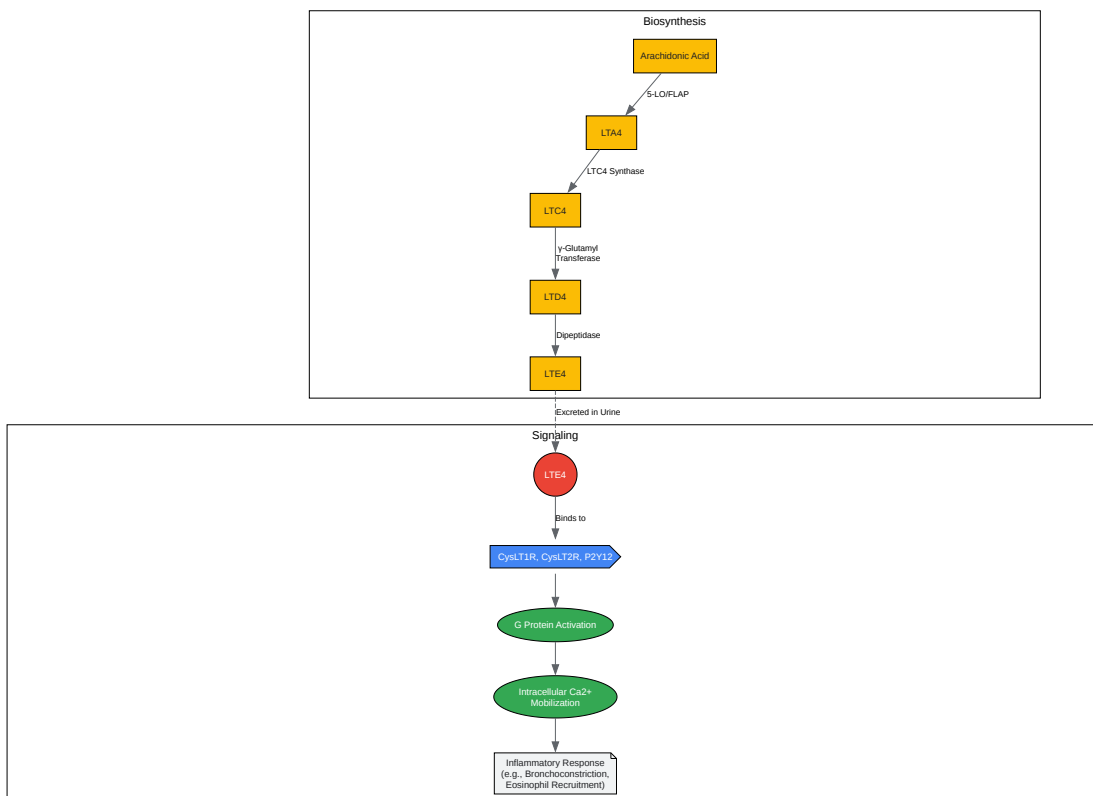 Biosynthesis
Arachidonic Acid
5-LO/FLAP
LTA4
LTC4 Synthase
LTC4
γ-Glutamyl
Transferase
LTD4
Dipeptidase
LTE4
Excreted in Urine
Signaling
LTE4
Binds to
CysLT1R, CysLT2R, P2Y12
G Protein Activation
Intracellular Ca2+
Mobilization
Inflammatory Response
(e.g., Bronchoconstriction,
Eosinophil Recruitment)